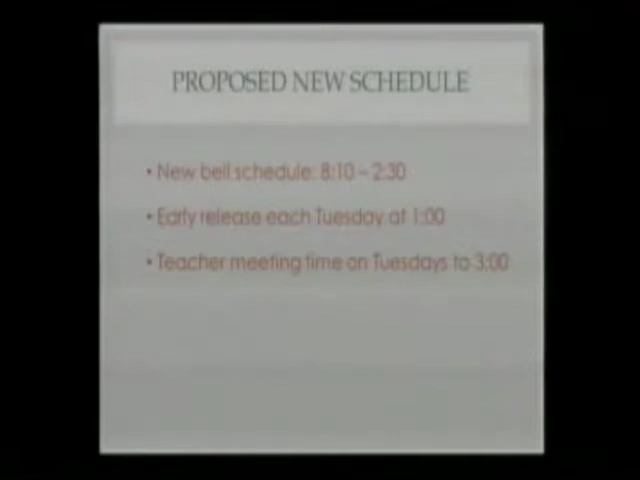 PROPOSED NEW SCHEDULE
• New bell schedule: 8:10 – 2:30
• Early release each Tuesday at 1:00
• Teacher meeting time on Tuesdays to 3:00